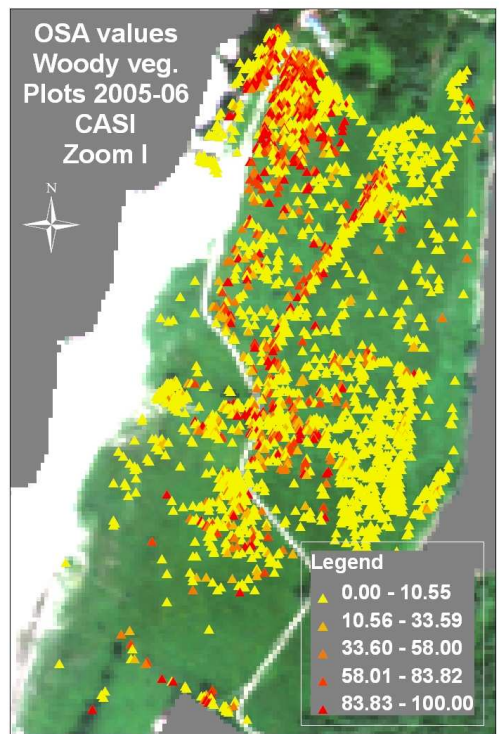 OSA values
Woody veg.
Plots 2005-06
CASI
Zoom I
N
Legend
0.00 - 10.55
10.56 - 33.59
33.60 - 58.00
58.01 - 83.82
83.83 - 100.00